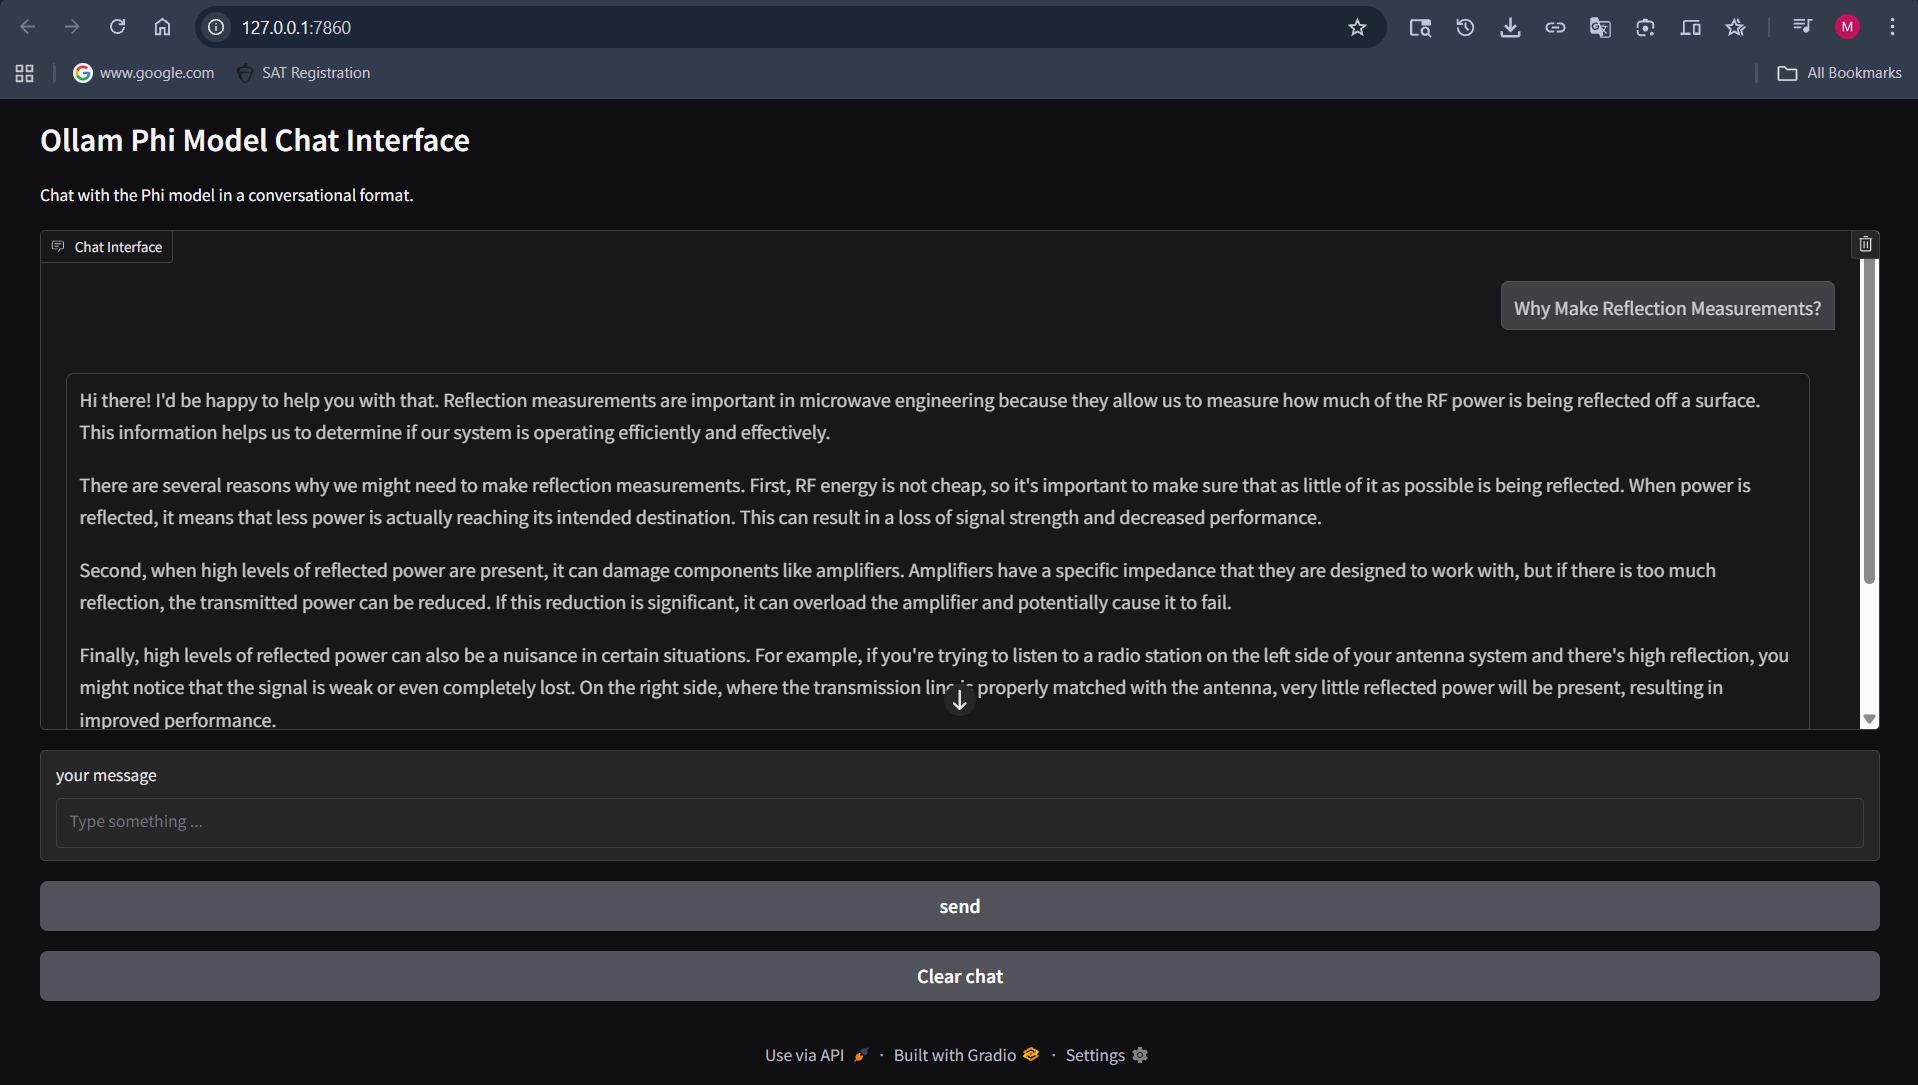 127.0.0.1:7860
M
www.google.com
SAT Registration
All Bookmarks
Ollam Phi Model Chat Interface
Chat with the Phi model in a conversational format.
Chat Interface
Why Make Reflection Measurements?
Hi there! I'd be happy to help you with that. Reflection measurements are important in microwave engineering because they allow us to measure how much of the RF power is being reflected off a surface.
This information helps us to determine if our system is operating efficiently and effectively.
There are several reasons why we might need to make reflection measurements. First, RF energy is not cheap, so it's important to make sure that as little of it as possible is being reflected. When power is
reflected, it means that less power is actually reaching its intended destination. This can result in a loss of signal strength and decreased performance.
Second, when high levels of reflected power are present, it can damage components like amplifiers. Amplifiers have a specific impedance that they are designed to work with, but if there is too much
reflection, the transmitted power can be reduced. If this reduction is significant, it can overload the amplifier and potentially cause it to fail.
Finally, high levels of reflected power can also be a nuisance in certain situations. For example, if you're trying to listen to a radio station on the left side of your antenna system and there's high reflection, you
might notice that the signal is weak or even completely lost. On the right side, where the transmission line is properly matched with the antenna, very little reflected power will be present, resulting in
improved performance.
your message
Type something ...
send
Clear chat
Use via API · Built with Gradio · Settings